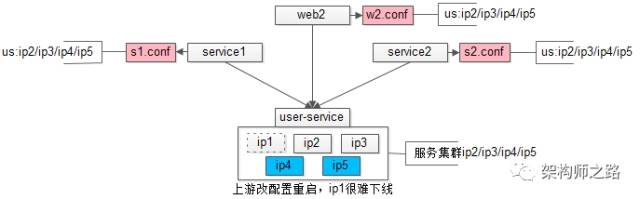 web2
w2.conf
us:ip2/ip3/ip4/ip5
us:ip2/ip3/ip4/ip5
s1.conf
service1
service2
s2.conf
us:ip2/ip3/ip4/ip5
user-service
ip1
ip2
ip3
ip4
ip5
服务集群ip2/ip3/ip4/ip5
上游改配置重启，ip1很难下线
架构师之路